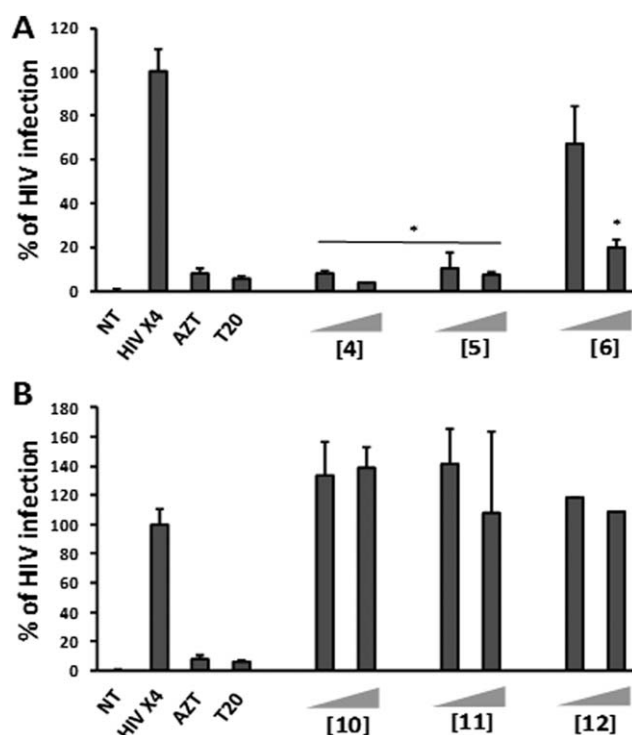 A
% of HIV infection
120
100
80
60
40
20
0
*
*
NT
HIV X4
AZT
T20
[4]
[5]
[6]
B
% of HIV infection
180
160
140
120
100
80
60
40
20
0
NT
HIV X4
AZT
T20
[10]
[11]
[12]